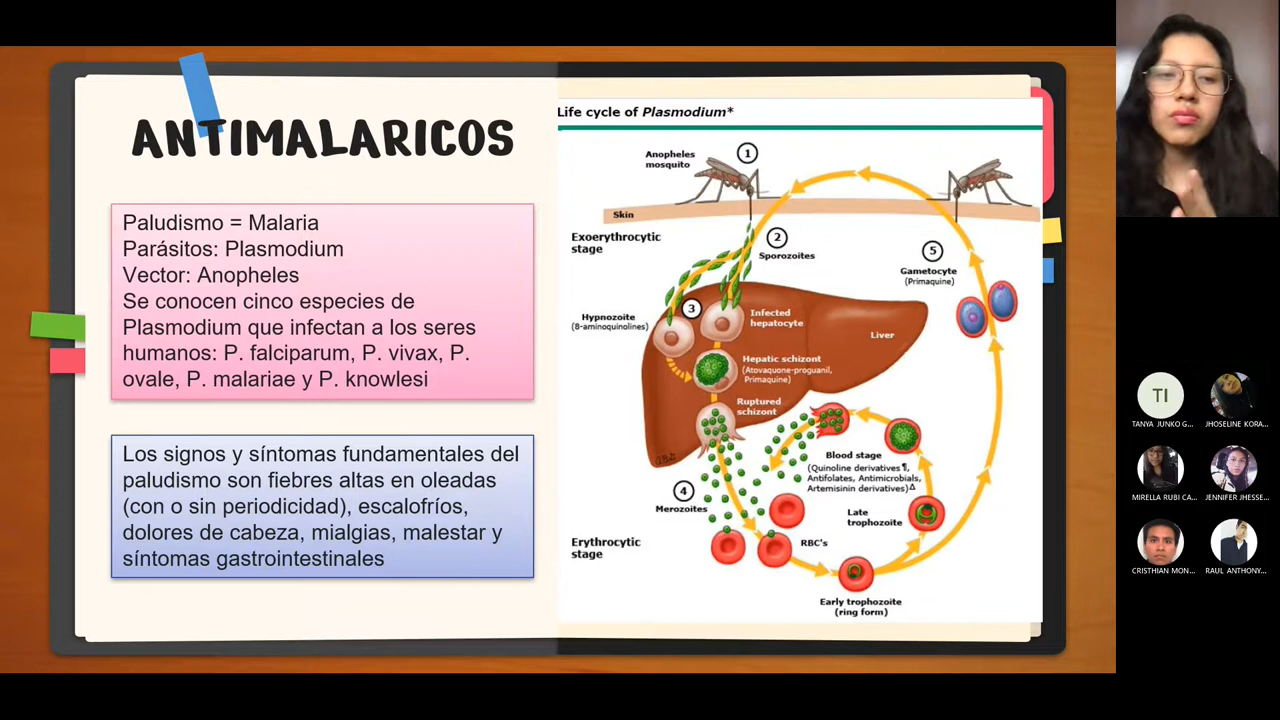 ANTIMALARICOS
Paludismo = Malaria
Parásitos: Plasmodium
Vector: Anopheles
Se conocen cinco especies de
Plasmodium que infectan a los seres
humanos: P. falciparum, P. vivax, P.
ovale, P. malariae y P. knowlesi
Los signos y síntomas fundamentales del
paludismo son fiebres altas en oleadas
(con o sin periodicidad), escalofríos,
dolores de cabeza, mialgias, malestar y
síntomas gastrointestinales
Life cycle of Plasmodium*
Anopheles
mosquito
1
Skin
Exoerythrocytic
stage
2
Sporozoites
5
Gametocyte
(Primaquine)
Hypnozoite
(8-aminoquinolines)
3
Infected
hepatocyte
Liver
Hepatic schizont
(Atovaquone-proguanil,
Primaquine)
Ruptured
schizont
Blood stage
(Quinoline derivatives¶,
Antifolates, Antimicrobials,
Artemisinin derivatives)Δ
4
Merozoites
Late
trophozoite
Erythrocytic
stage
RBC's
Early trophozoite
(ring form)
TI
TANYA JUNKO G...
JHOSELINE KORA...
MIRELLA RUBI CA...
JENNIFER JHESSE...
CRISTHIAN MON...
RAUL ANTHONY...